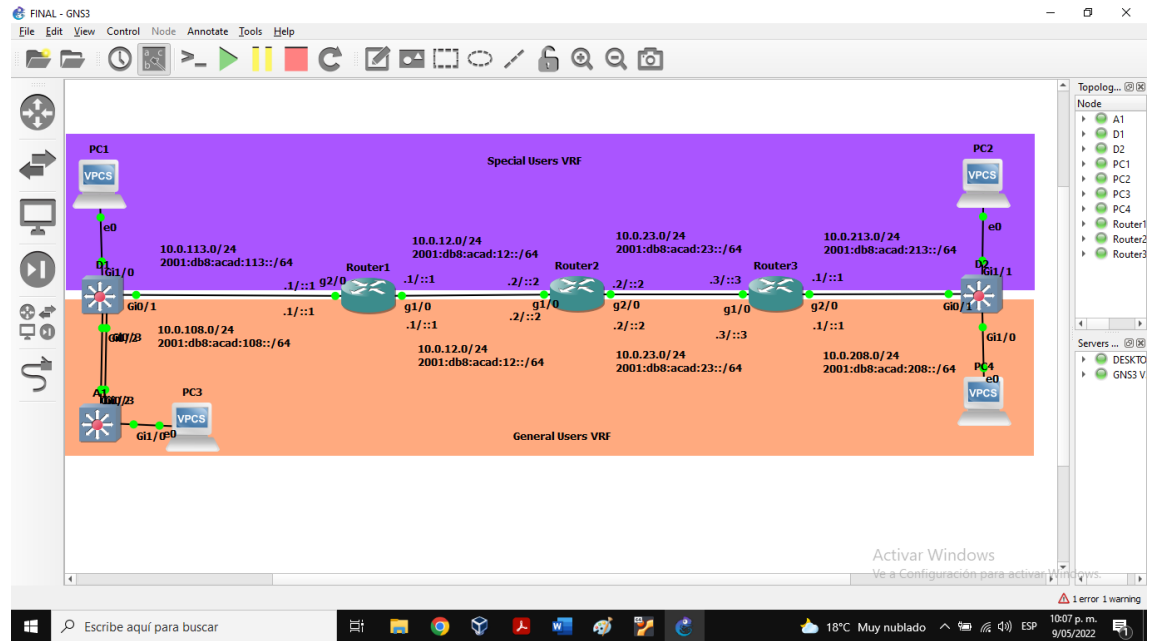 FINAL - GNS3
File Edit View Control Node Annotate Tools Help
Topolog...
Node
A1
D1
D2
PC1
PC2
PC3
PC4
Router1
Router2
Router3
Servers ...
DESKTO
GNS3 V
PC1
VPCS
e0
Special Users VRF
PC2
VPCS
e0
10.0.113.0/24
2001:db8:acad:113::/64
10.0.12.0/24
2001:db8:acad:12::/64
10.0.23.0/24
2001:db8:acad:23::/64
10.0.213.0/24
2001:db8:acad:213::/64
D1
Gi1/0
Router1
Router2
Router3
D2
Gi1/1
.1/::1 g2/0
.1/::1
.2/::2
.2/::2
.3/::3
.1/::1
Gi0/1
g1/0
g1/0
g2/0
g1/0
g2/0
Gi0/1
.1/::1
.1/::1
.2/::2
.2/::2
.3/::3
.1/::1
10.0.108.0/24
2001:db8:acad:108::/64
10.0.12.0/24
2001:db8:acad:12::/64
10.0.23.0/24
2001:db8:acad:23::/64
10.0.208.0/24
2001:db8:acad:208::/64
Gi1/0
PC4
e0
VPCS
A1
PC3
VPCS
Gi1/0
e0
General Users VRF
Activar Windows
Ve a Configuración para activar Windows.
1 error 1 warning
Escribe aquí para buscar
18°C Muy nublado
ESP
10:07 p. m.
9/05/2022